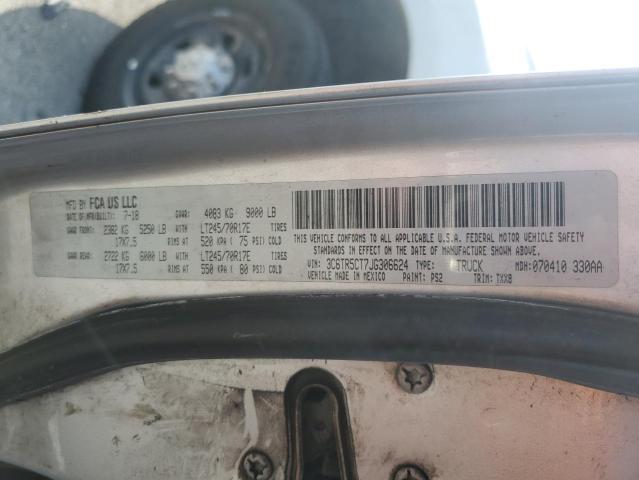 MFD BY FCA US LLC
DATE OF MFR(BUILT): 7-18 GVWR: 4083 KG 9000 LB
GAWR FRONT: 2382 KG 5250 LB LT245/70R17E TIRES
17X7.5 RIMS AT 520 KPA ( 75 PSI) COLD
GAWR REAR: 2722 KG 6000 LB LT245/70R17E TIRES
17X7.5 RIMS AT 550 KPA ( 80 PSI) COLD
THIS VEHICLE CONFORMS TO ALL APPLICABLE U.S.A. FEDERAL MOTOR VEHICLE SAFETY
STANDARDS IN EFFECT ON THE DATE OF MANUFACTURE SHOWN ABOVE.
VIN: 3C6TR5CT7JG306624 TYPE: TRUCK MDH: 070410 330AA
VEHICLE MADE IN MEXICO PAINT: PS2 TRIM: TXX8